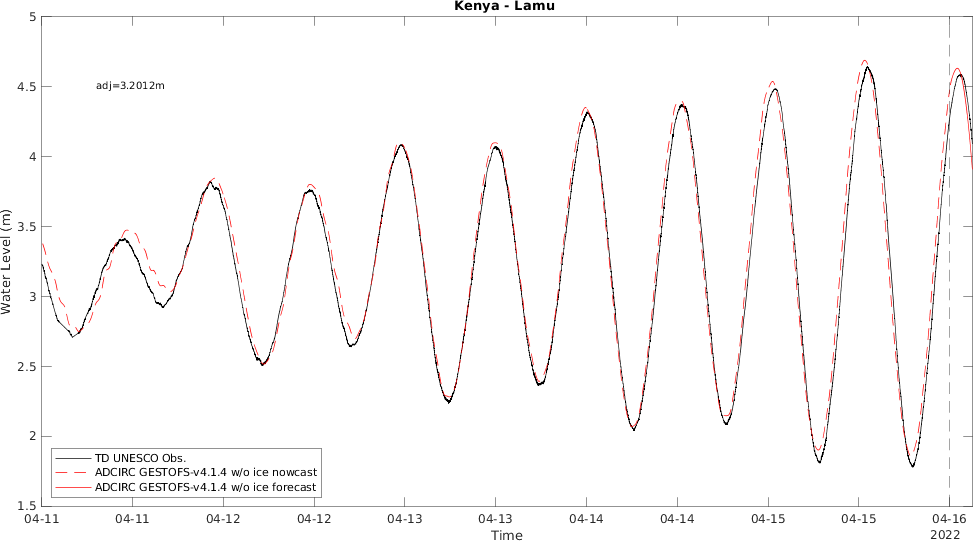 Kenya - Lamu
5
4.5
4
3.5
3
2.5
2
1.5
Water Level (m)
adj=3.2012m
TD UNESCO Obs.
ADCIRC GESTOFS-v4.1.4 w/o ice nowcast
ADCIRC GESTOFS-v4.1.4 w/o ice forecast
04-11 04-11 04-12 04-12 04-13 04-13 04-14 04-14 04-15 04-15 04-16
2022
Time